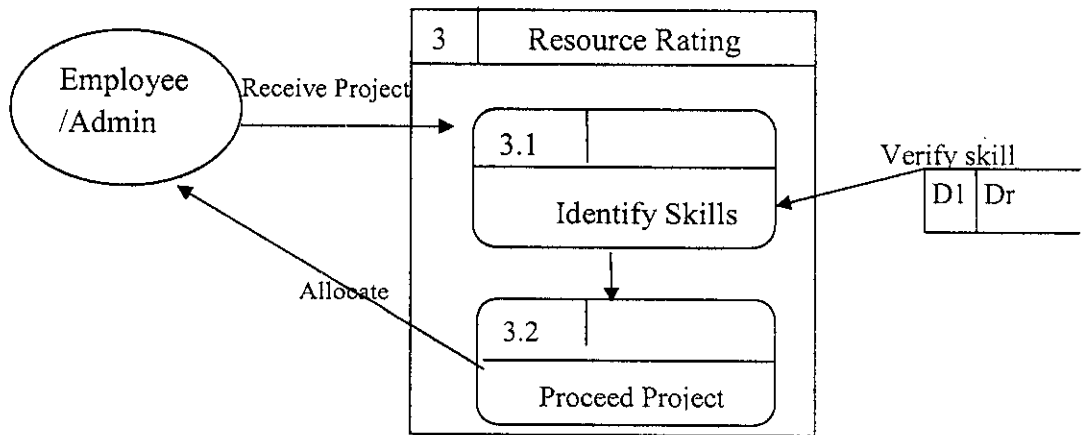 3 Resource Rating
Employee
/Admin
Receive Project
3.1
Verify skill
D1 Dr
Identify Skills
Allocate
3.2
Proceed Project